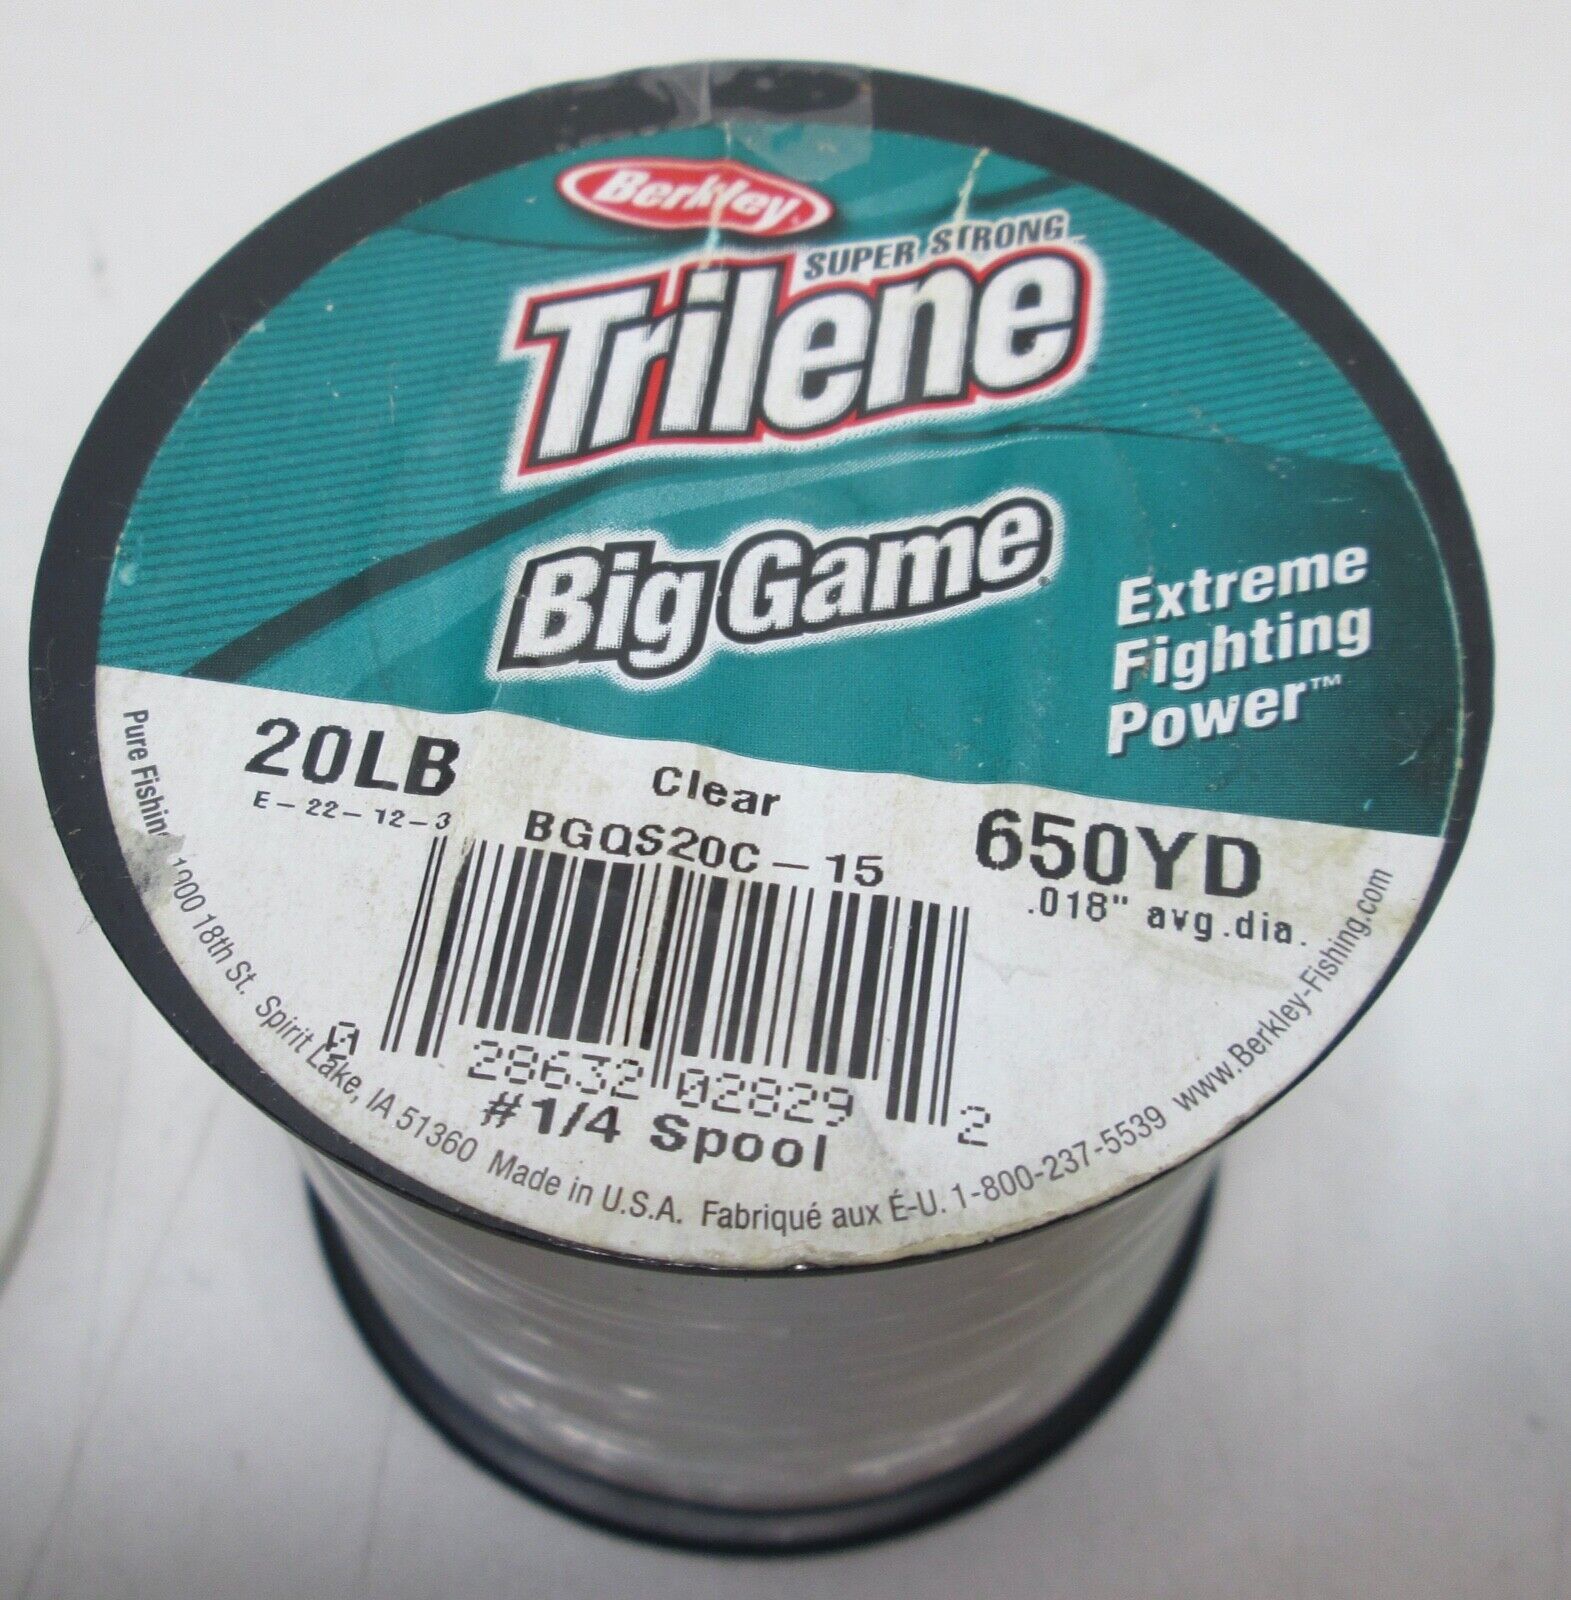 Berkley
SUPER STRONG
Trilene
Big Game
Extreme
Fighting
Power™
20LB
E-22-12-3
Clear
BGQS20C-15
650YD
.018" avg.dia.
0 28632 02829 2
#1/4 Spool
Pure Fishing 1900 18th St. Spirit Lake, IA 51360 Made in U.S.A. Fabriqué aux É-U. 1-800-237-5539 www.Berkley-Fishing.com